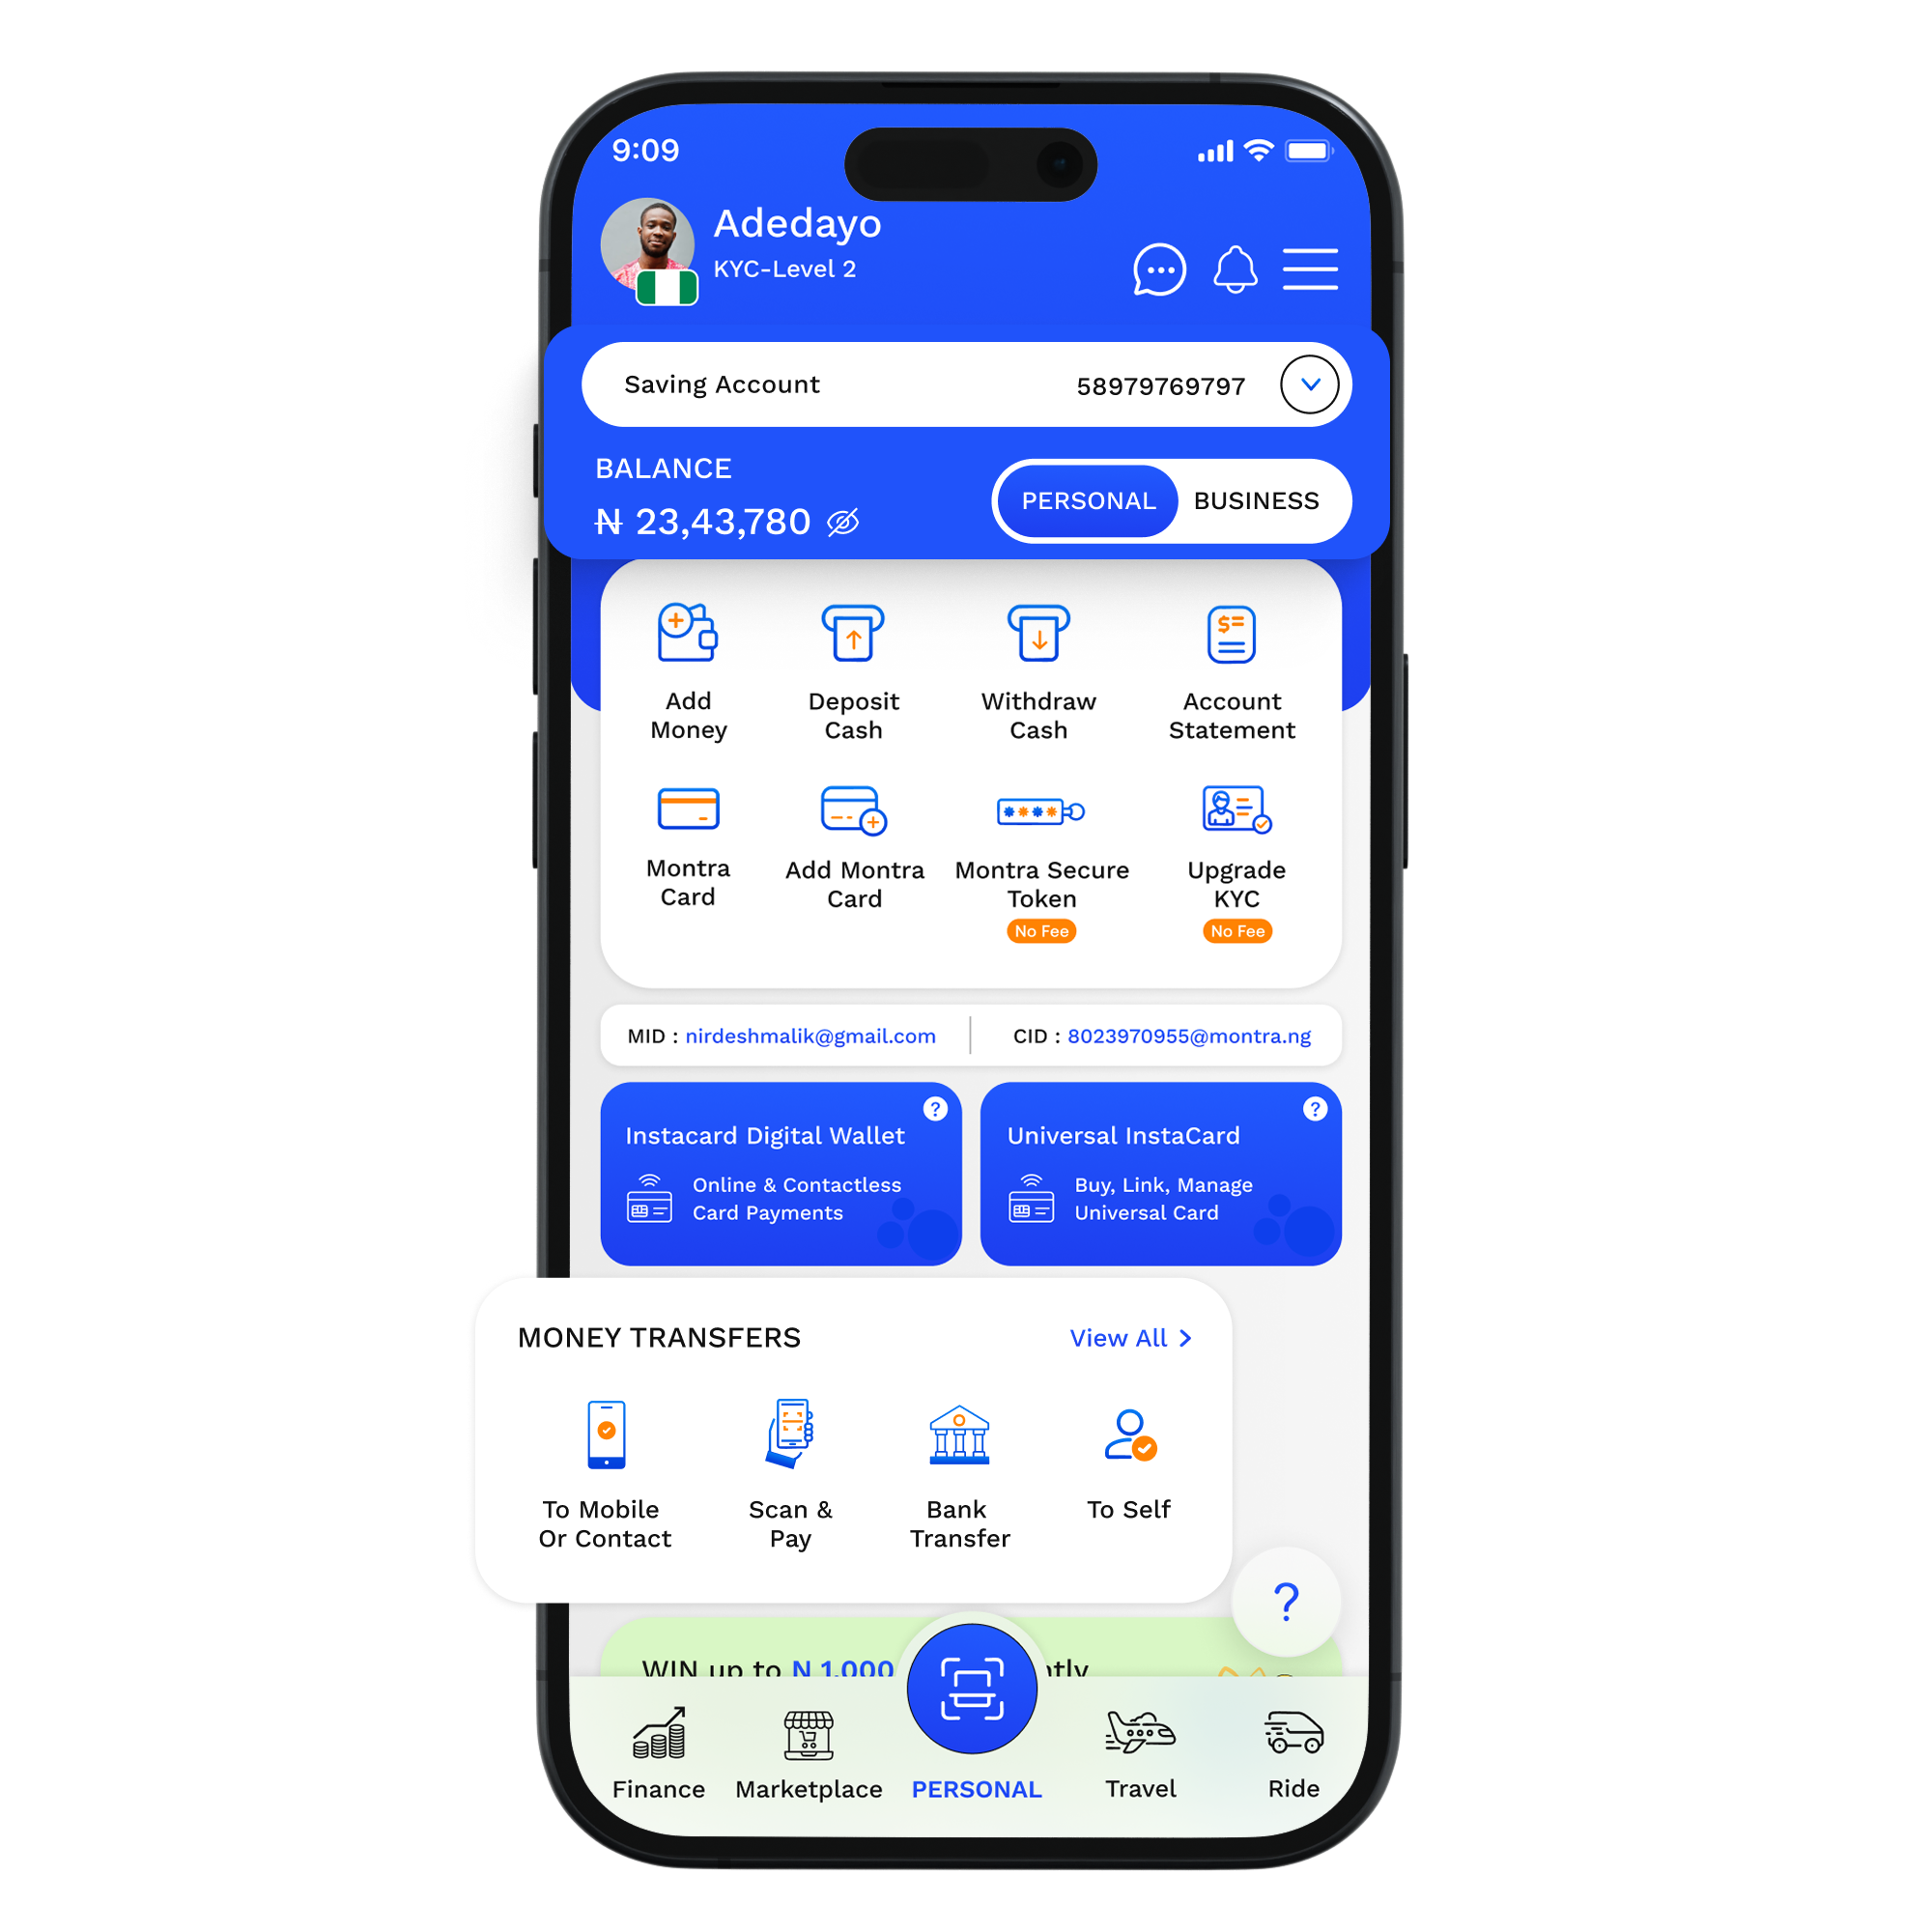 9:09
Adedayo
KYC-Level 2
Saving Account 58979769797
BALANCE
₦ 23,43,780
PERSONAL BUSINESS
Add Money
Deposit Cash
Withdraw Cash
Account Statement
Montra Card
Add Montra Card
Montra Secure Token
No Fee
Upgrade KYC
No Fee
MID : nirdeshmalik@gmail.com
CID : 8023970955@montra.ng
?
Instacard Digital Wallet
Online & Contactless
Card Payments
?
Universal InstaCard
Buy, Link, Manage
Universal Card
MONEY TRANSFERS View All >
To Mobile
Or Contact
Scan &
Pay
Bank
Transfer
To Self
?
WIN up to N 1,000
Finance Marketplace PERSONAL Travel Ride